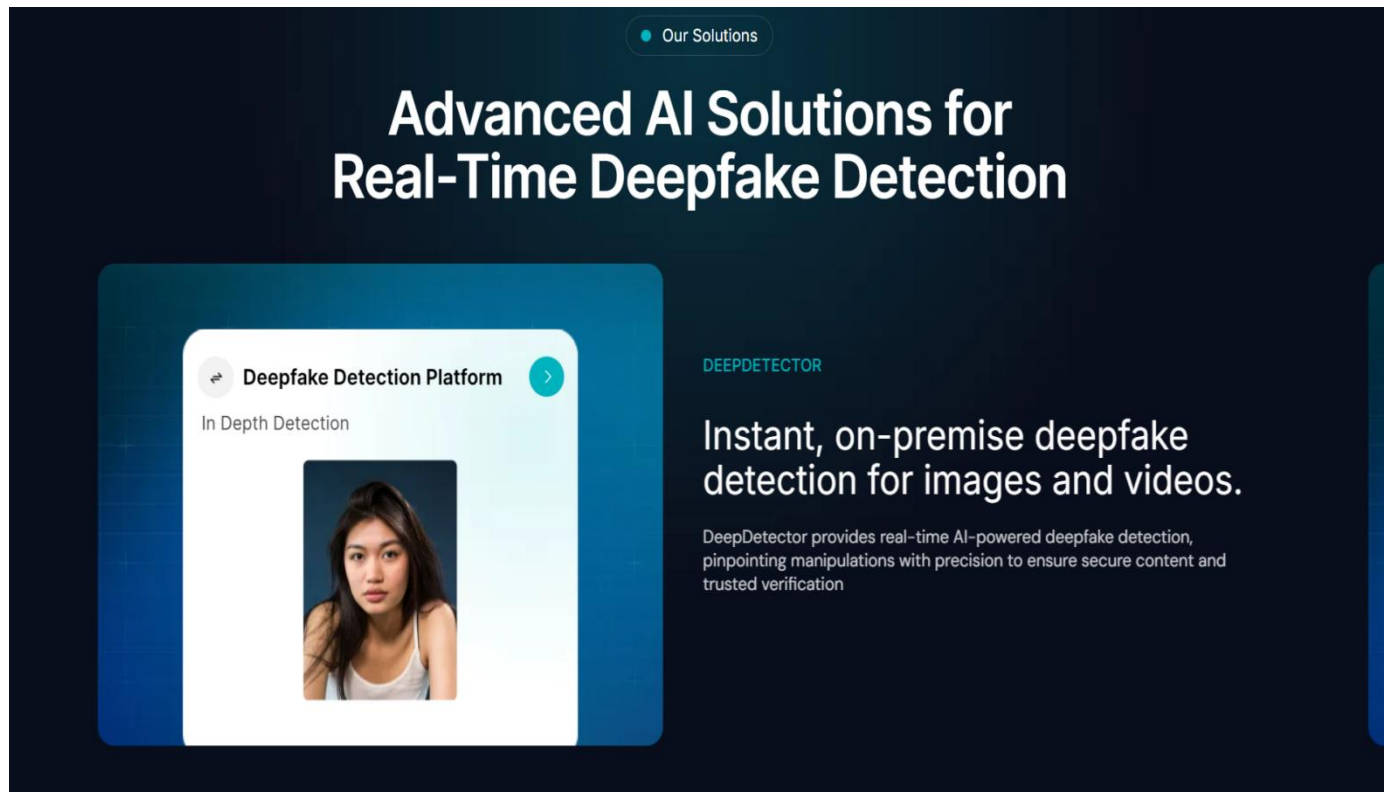 Our Solutions
Advanced AI Solutions for
Real-Time Deepfake Detection
Deepfake Detection Platform
In Depth Detection
DEEPDETECTOR
Instant, on-premise deepfake
detection for images and videos.
DeepDetector provides real-time AI-powered deepfake detection,
pinpointing manipulations with precision to ensure secure content and
trusted verification